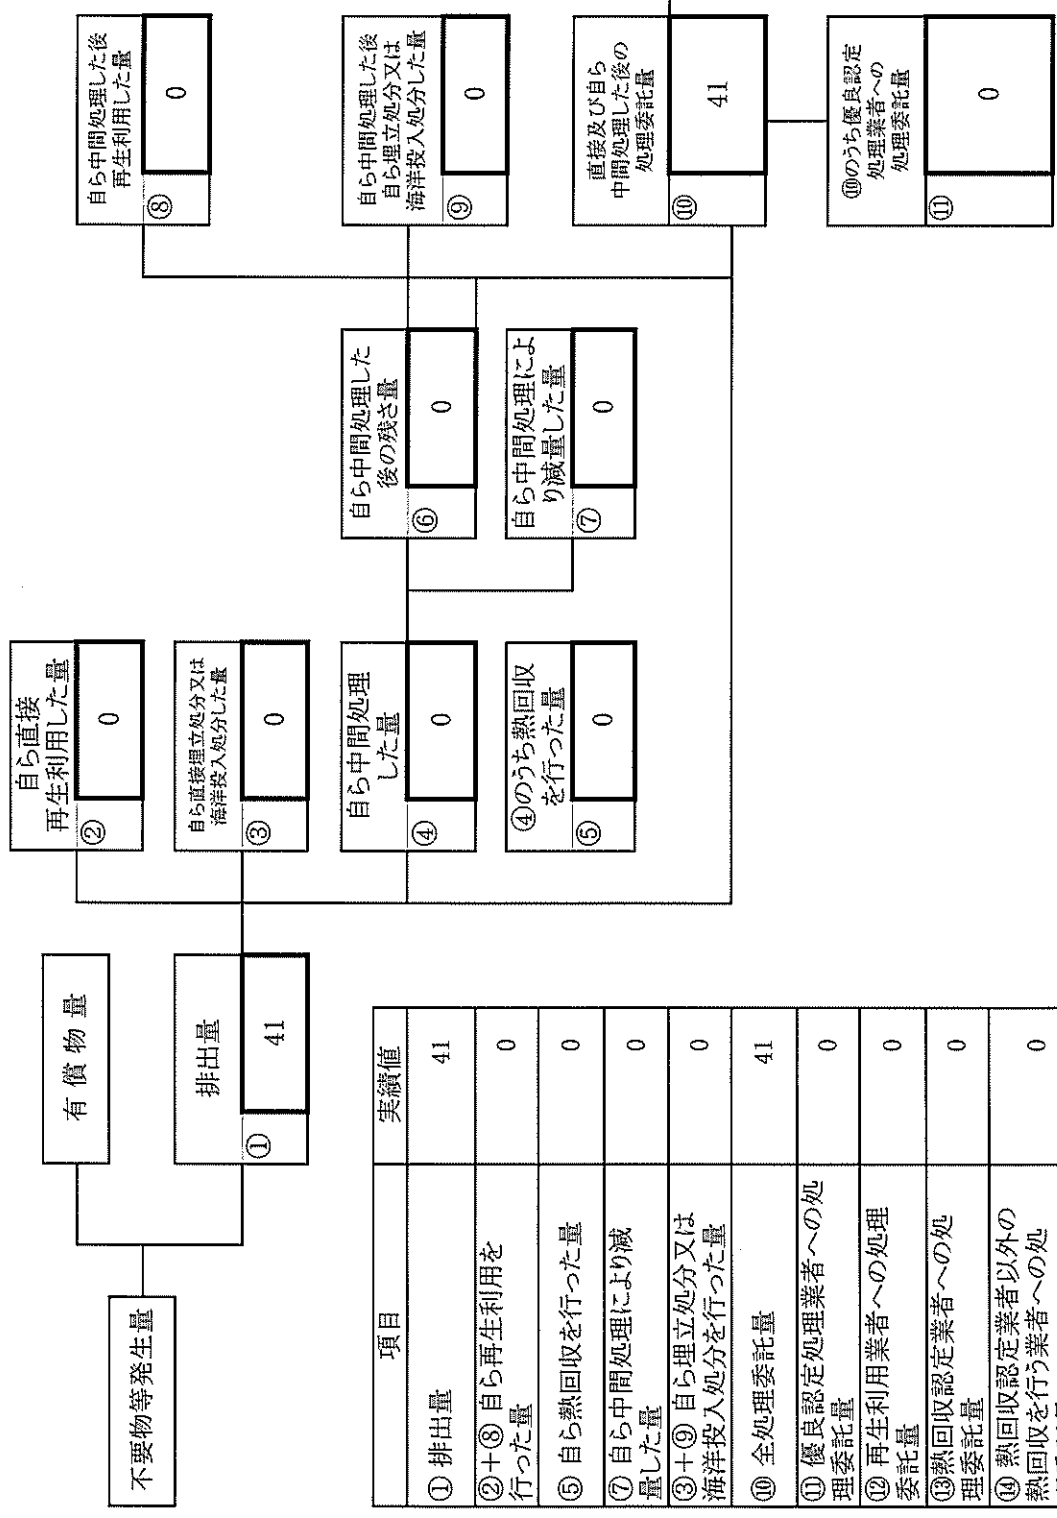 不要物等発生量
有償物量
排出量
① 41
自ら直接
再生利用した量
② 0
自ら直接埋立処分又は
海洋投入処分した量
③ 0
自ら中間処理
した量
④ 0
④のうち熱回収
を行った量
⑤ 0
自ら中間処理した
後の残さ量
⑥ 0
自ら中間処理によ
り減量した量
⑦ 0
自ら中間処理した後
再生利用した量
⑧ 0
自ら中間処理した後
自ら埋立処分又は
海洋投入処分した量
⑨ 0
直接及び自ら
中間処理した後の
処理委託量
⑩ 41
⑩のうち優良認定
処理業者への
処理委託量
⑪ 0
項目 実績値
① 排出量 41
②+⑧ 自ら再生利用を
行った量 0
⑤ 自ら熱回収を行った量 0
⑦ 自ら中間処理により減
量した量 0
③+⑨ 自ら埋立処分又は
海洋投入処分を行った量 0
⑩ 全処理委託量 41
⑪ 優良認定処理業者への処
理委託量 0
⑫ 再生利用業者への処理
委託量 0
⑬熱回収認定業者への処
理委託量 0
⑭ 熱回収認定業者以外の
熱回収を行う業者への処 0